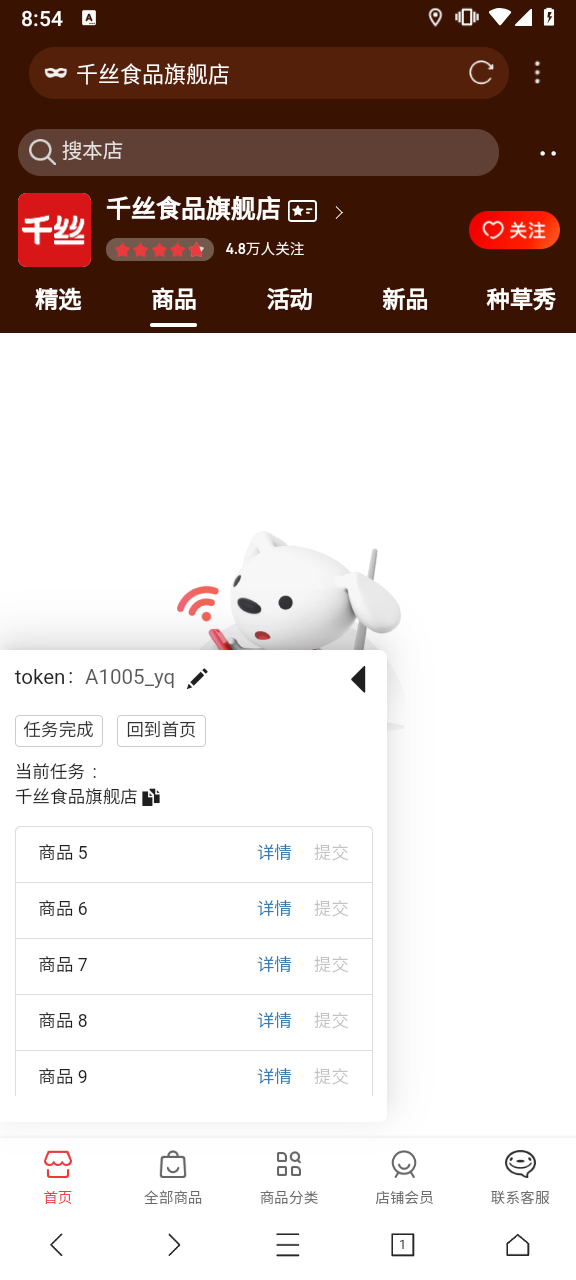 8:54
千丝食品旗舰店
搜本店
千丝
千丝食品旗舰店
4.8万人关注
关注
精选 商品 活动 新品 种草秀
token: A1005_yq
任务完成 回到首页
当前任务：
千丝食品旗舰店
商品 5 详情 提交
商品 6 详情 提交
商品 7 详情 提交
商品 8 详情 提交
商品 9 详情 提交
首页 全部商品 商品分类 店铺会员 联系客服
1